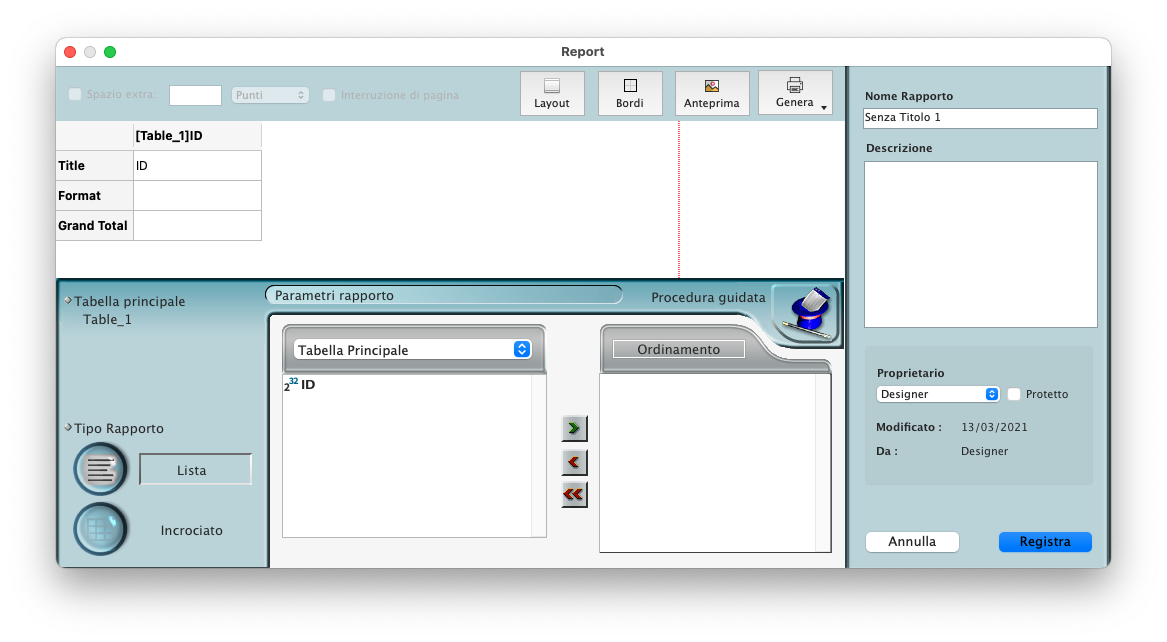 Report
Spazio extra:
Punti
Interruzione di pagina
Layout
Bordi
Anteprima
Genera
[Table_1]ID
Title
ID
Format
Grand Total
Tabella principale
Table_1
Parametri rapporto
Procedura guidata
Tabella Principale
Ordinamento
2 32 ID
Tipo Rapporto
Lista
Incrociato
Nome Rapporto
Senza Titolo 1
Descrizione
Proprietario
Designer
Protetto
Modificato : 13/03/2021
Da : Designer
Annulla
Registra